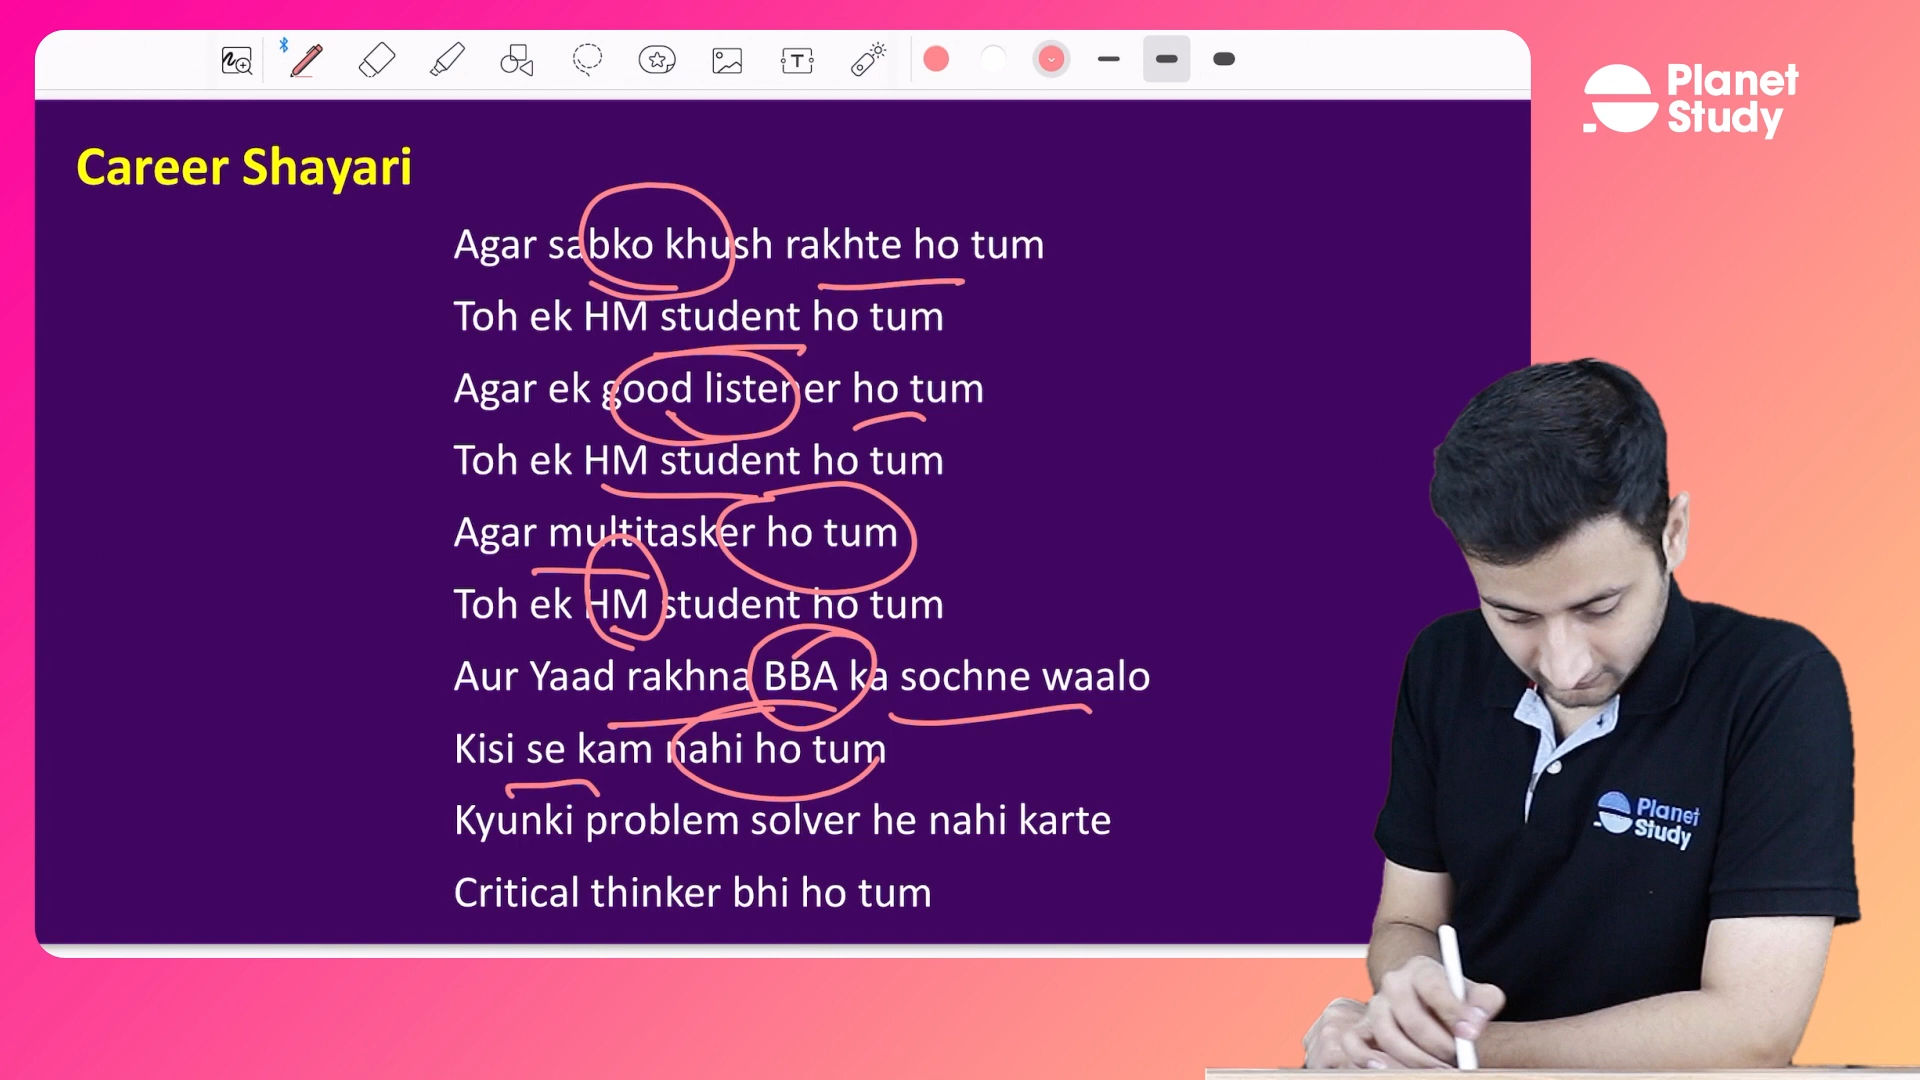 Planet
Study
Career Shayari
Agar sabko khush rakhte ho tum
Toh ek HM student ho tum
Agar ek good listener ho tum
Toh ek HM student ho tum
Agar multitasker ho tum
Toh ek HM student ho tum
Aur Yaad rakhna BBA ka sochne waalo
Kisi se kam nahi ho tum
Kyunki problem solver he nahi karte
Critical thinker bhi ho tum
Planet
Study
T